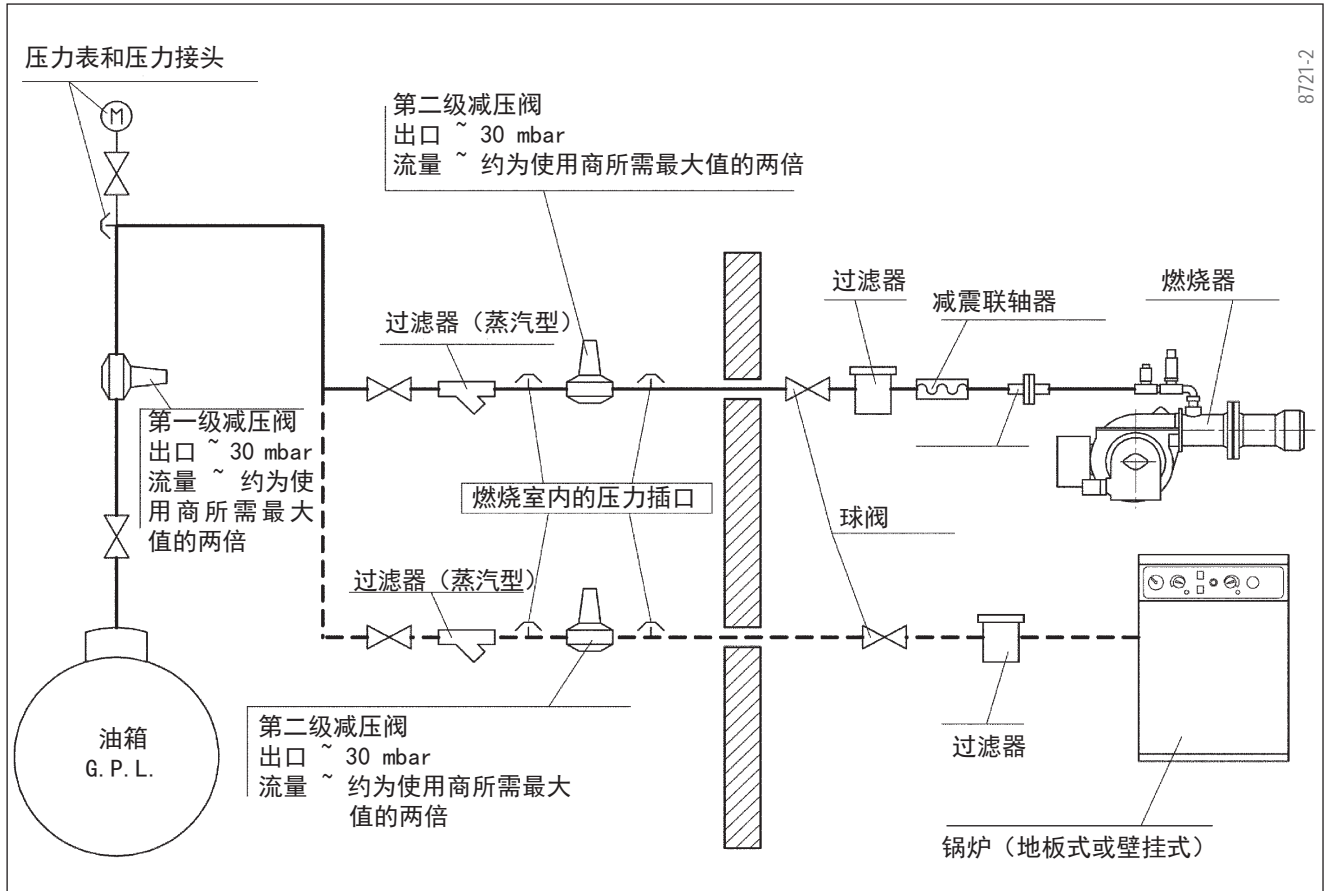 压力表和压力接头
M
8721-2
第二级减压阀
出口 ~ 30 mbar
流量 ~ 约为使用商所需最大值的两倍
过滤器
减震联轴器
燃烧器
过滤器（蒸汽型）
第一级减压阀
出口 ~ 30 mbar
流量 ~ 约为使
用商所需最大
值的两倍
燃烧室内的压力插口
球阀
过滤器（蒸汽型）
油箱
G.P.L.
第二级减压阀
出口 ~ 30 mbar
流量 ~ 约为使用商所需最大
值的两倍
过滤器
锅炉（地板式或壁挂式）